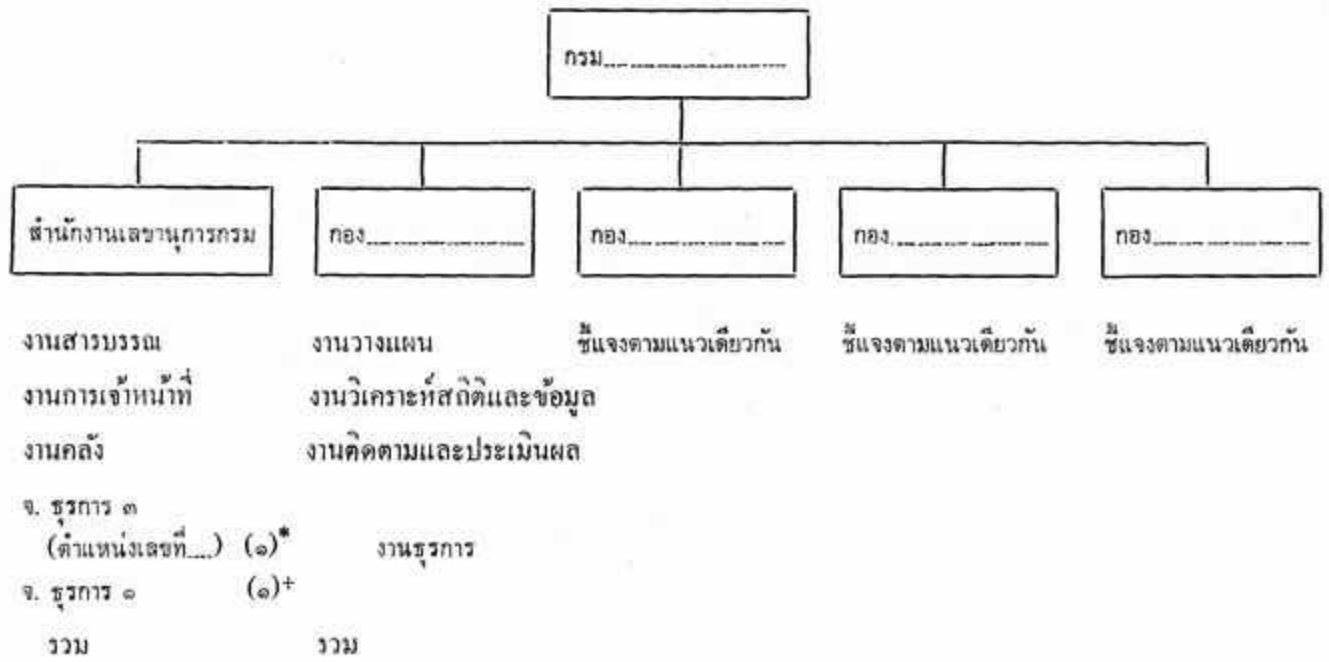 กรม
สำนักงานเลขานุการกรม กอง กอง กอง กอง
งานสารบรรณ งานวางแผน ชี้แจงตามแนวเดียวกัน ชี้แจงตามแนวเดียวกัน ชี้แจงตามแนวเดียวกัน
งานการเจ้าหน้าที่ งานวิเคราะห์สถิติและข้อมูล
งานคลัง งานติดตามและประเมินผล
จ. ธุรการ ๓
(ตำแหน่งเลขที่....) (๑)* งานธุรการ
จ. ธุรการ ๑ (๑)+
รวม รวม